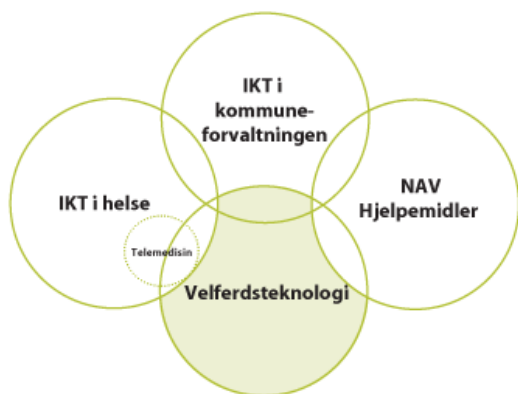 IKT i
kommune-
forvaltningen
IKT i helse
NAV
Hjelpemidler
Telemedisin
Velferdsteknologi